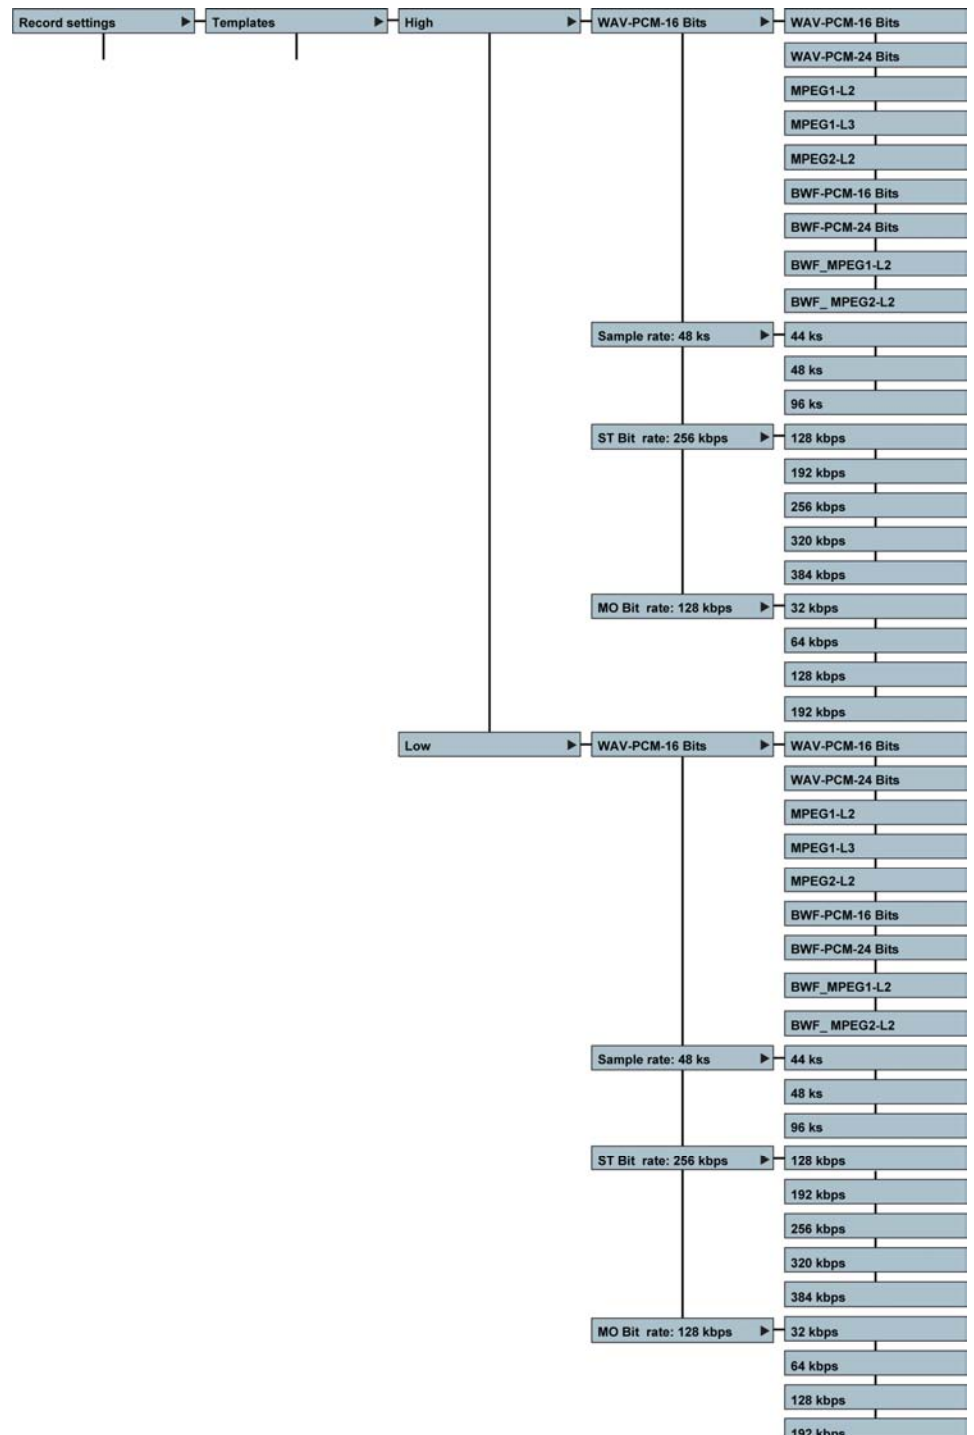 Record settings
Templates
High
WAV-PCM-16 Bits
WAV-PCM-16 Bits
WAV-PCM-24 Bits
MPEG1-L2
MPEG1-L3
MPEG2-L2
BWF-PCM-16 Bits
BWF-PCM-24 Bits
BWF_MPEG1-L2
BWF_ MPEG2-L2
Sample rate: 48 ks
44 ks
48 ks
96 ks
ST Bit rate: 256 kbps
128 kbps
192 kbps
256 kbps
320 kbps
384 kbps
MO Bit rate: 128 kbps
32 kbps
64 kbps
128 kbps
192 kbps
Low
WAV-PCM-16 Bits
WAV-PCM-16 Bits
WAV-PCM-24 Bits
MPEG1-L2
MPEG1-L3
MPEG2-L2
BWF-PCM-16 Bits
BWF-PCM-24 Bits
BWF_MPEG1-L2
BWF_ MPEG2-L2
Sample rate: 48 ks
44 ks
48 ks
96 ks
ST Bit rate: 256 kbps
128 kbps
192 kbps
256 kbps
320 kbps
384 kbps
MO Bit rate: 128 kbps
32 kbps
64 kbps
128 kbps
192 kbps